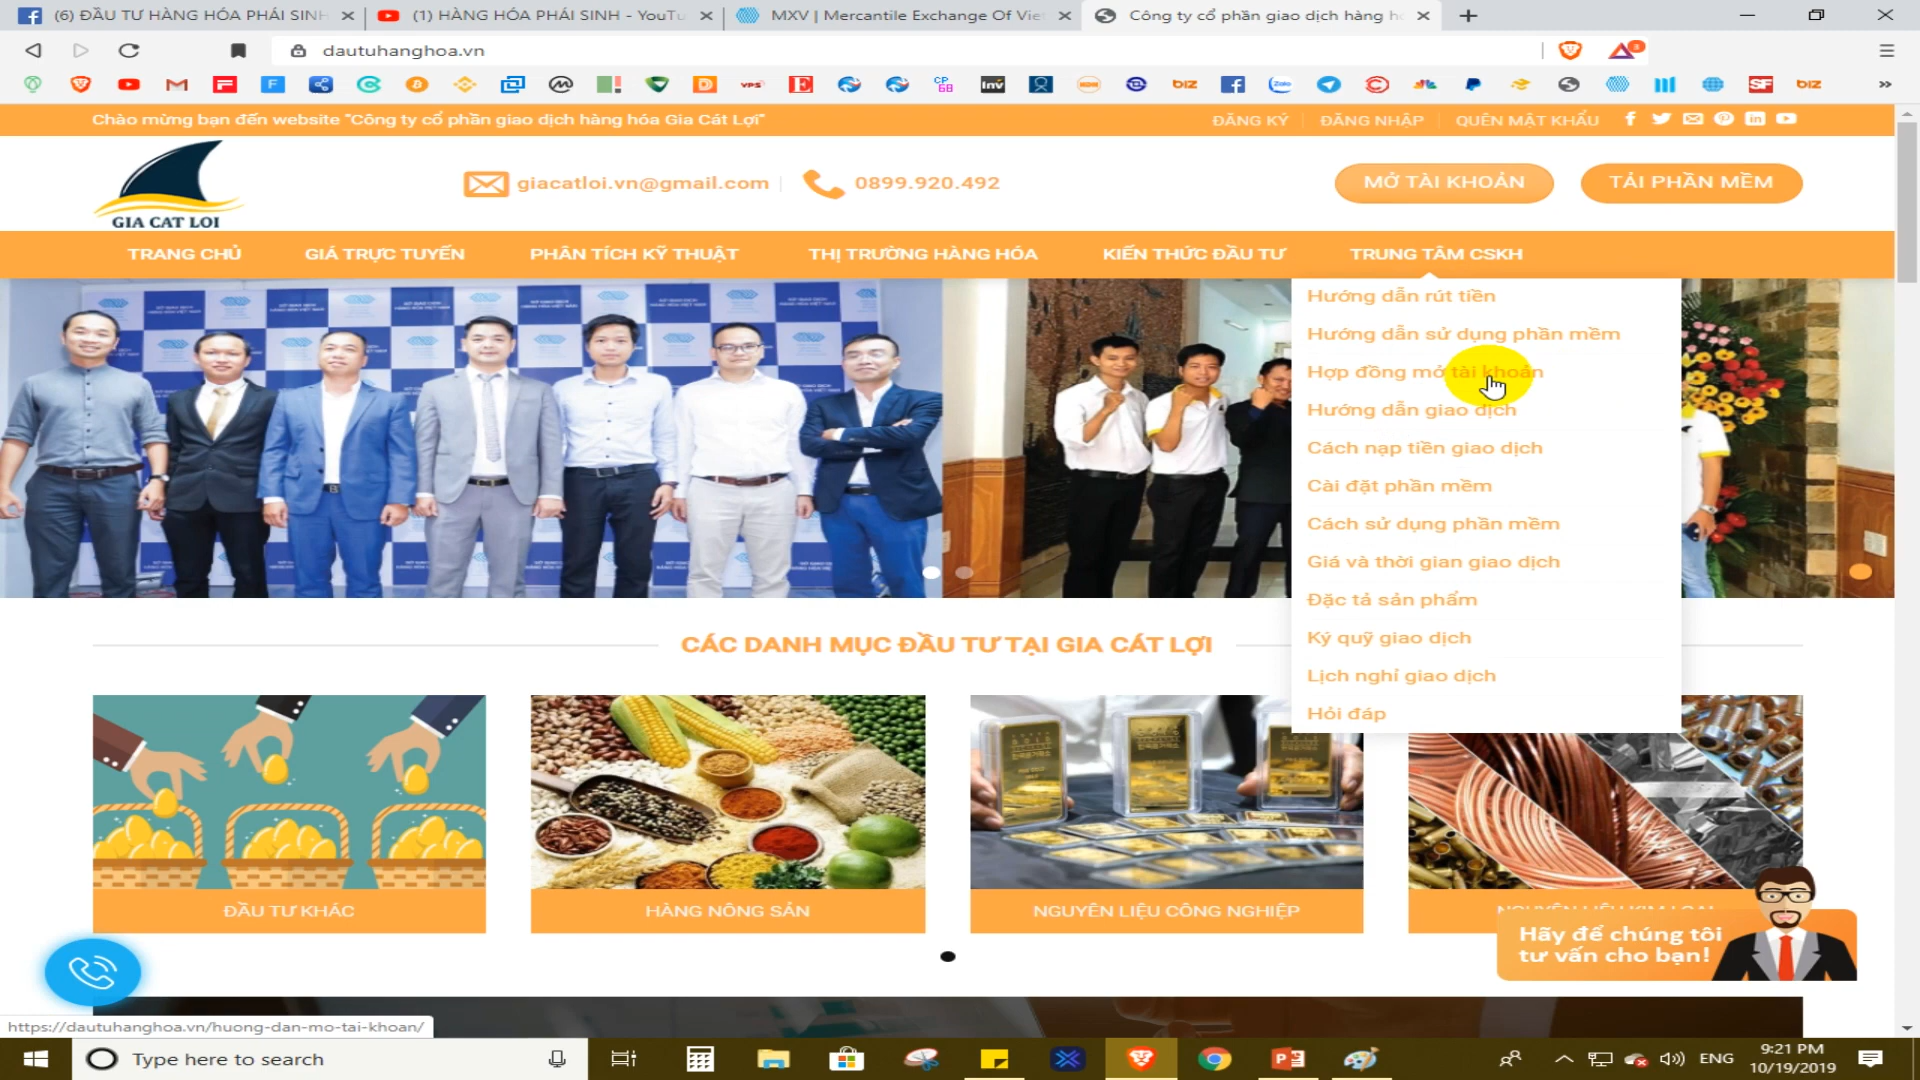 (6) ĐẦU TƯ HÀNG HÓA PHÁI SINH
(1) HÀNG HÓA PHÁI SINH - YouTu
MXV | Mercantile Exchange Of Vie
Công ty cổ phần giao dịch hàng h
dautuhanghoa.vn
Chào mừng bạn đến website "Công ty cổ phần giao dịch hàng hóa Gia Cát Lợi"
ĐĂNG KÝ
ĐĂNG NHẬP
QUÊN MẬT KHẨU
GIA CAT LOI
giacatloi.vn@gmail.com
0899.920.492
MỞ TÀI KHOẢN
TẢI PHẦN MỀM
TRANG CHỦ
GIÁ TRỰC TUYẾN
PHÂN TÍCH KỸ THUẬT
THỊ TRƯỜNG HÀNG HÓA
KIẾN THỨC ĐẦU TƯ
TRUNG TÂM CSKH
Hướng dẫn rút tiền
Hướng dẫn sử dụng phần mềm
Hợp đồng mở tài khoản
Hướng dẫn giao dịch
Cách nạp tiền giao dịch
Cài đặt phần mềm
Cách sử dụng phần mềm
Giá và thời gian giao dịch
Đặc tả sản phẩm
Ký quỹ giao dịch
Lịch nghỉ giao dịch
Hỏi đáp
CÁC DANH MỤC ĐẦU TƯ TẠI GIA CÁT LỢI
ĐẦU TƯ KHÁC
HÀNG NÔNG SẢN
NGUYÊN LIỆU CÔNG NGHIỆP
NGUYÊN LIỆU KIM LOẠI
Hãy để chúng tôi
tư vấn cho bạn!
https://dautuhanghoa.vn/huong-dan-mo-tai-khoan/
Type here to search
ENG
9:21 PM
10/19/2019